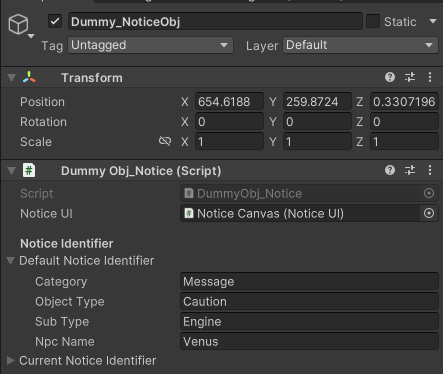 Dummy_NoticeObj Static
Tag Untagged Layer Default
Transform
Position X 654.6188 Y 259.8724 Z 0.3307196
Rotation X 0 Y 0 Z 0
Scale X 1 Y 1 Z 1
# Dummy Obj_Notice (Script)
Script # DummyObj_Notice
Notice UI # Notice Canvas (Notice UI)
Notice Identifier
Default Notice Identifier
Category Message
Object Type Caution
Sub Type Engine
Npc Name Venus
Current Notice Identifier